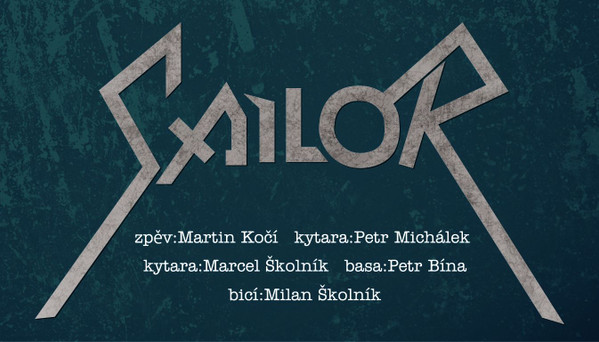 SAILOR
zpěv:Martin Kočí kytara:Petr Michálek
kytara:Marcel Školník basa:Petr Bína
bicí:Milan Školník